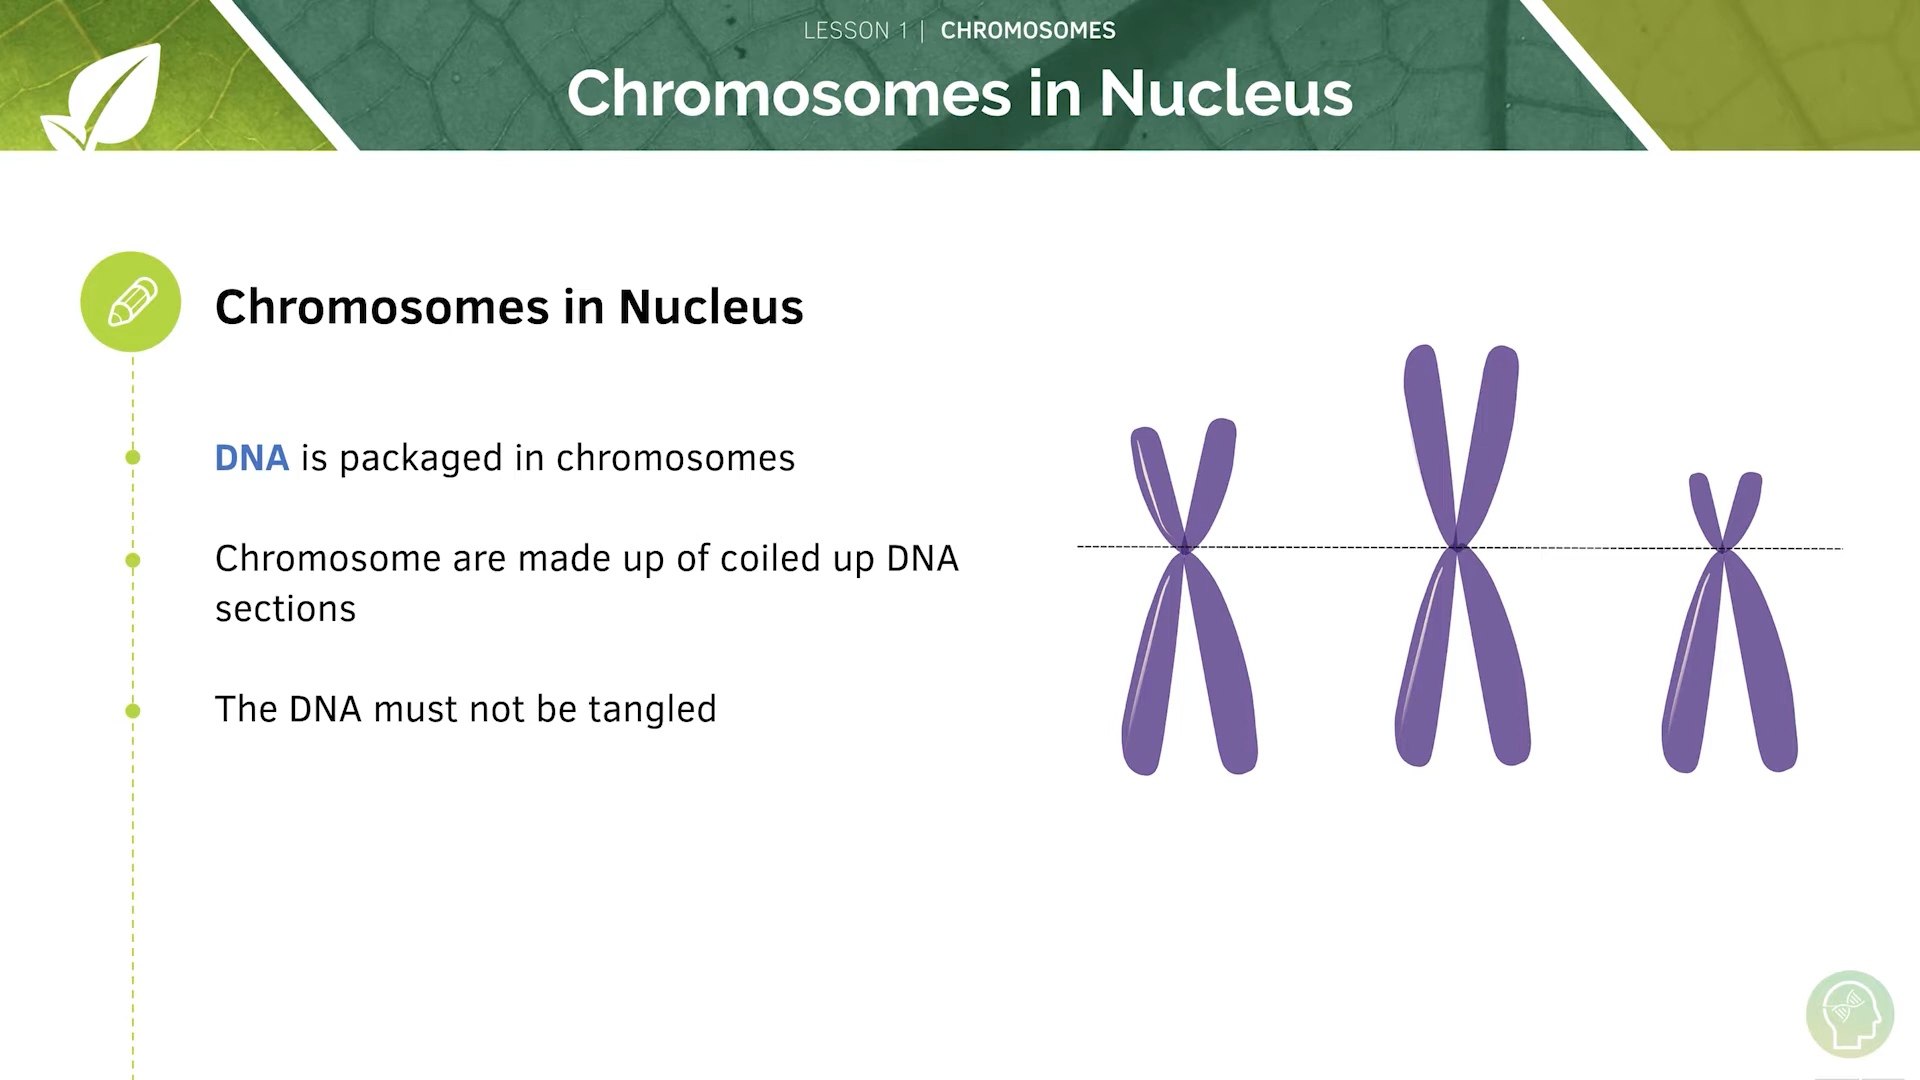 LESSON 1 | CHROMOSOMES
Chromosomes in Nucleus
Chromosomes in Nucleus
DNA is packaged in chromosomes
Chromosome are made up of coiled up DNA
sections
The DNA must not be tangled